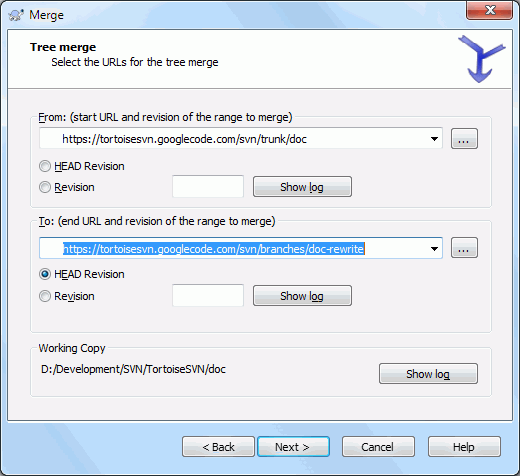 Merge
Tree merge
Select the URLs for the tree merge
From: (start URL and revision of the range to merge)
https://tortoisesvn.googlecode.com/svn/trunk/doc
...
HEAD Revision
Revision
Show log
To: (end URL and revision of the range to merge)
https://tortoisesvn.googlecode.com/svn/branches/doc-rewrite
...
HEAD Revision
Revision
Show log
Working Copy
D:/Development/SVN/TortoiseSVN/doc
Show log
< Back Next > Cancel Help